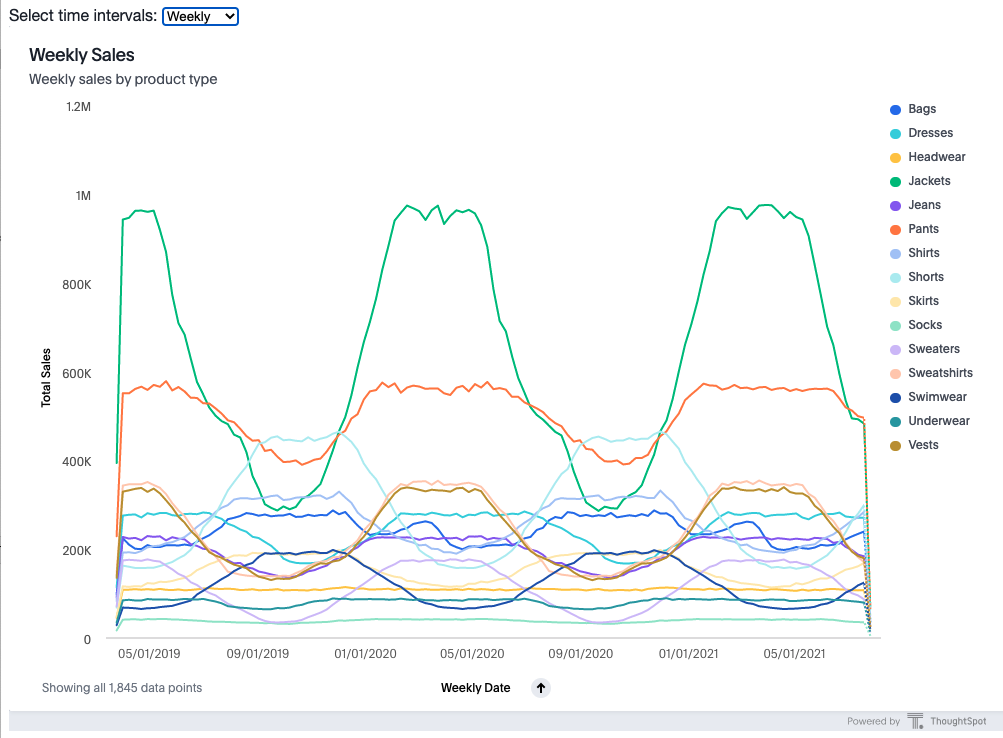 Select time intervals: Weekly
Weekly Sales
Weekly sales by product type
1.2M
1M
800K
600K
400K
200K
0
Total Sales
05/01/2019 09/01/2019 01/01/2020 05/01/2020 09/01/2020 01/01/2021 05/01/2021
Weekly Date
Bags
Dresses
Headwear
Jackets
Jeans
Pants
Shirts
Shorts
Skirts
Socks
Sweaters
Sweatshirts
Swimwear
Underwear
Vests
Showing all 1,845 data points
Powered by ThoughtSpot